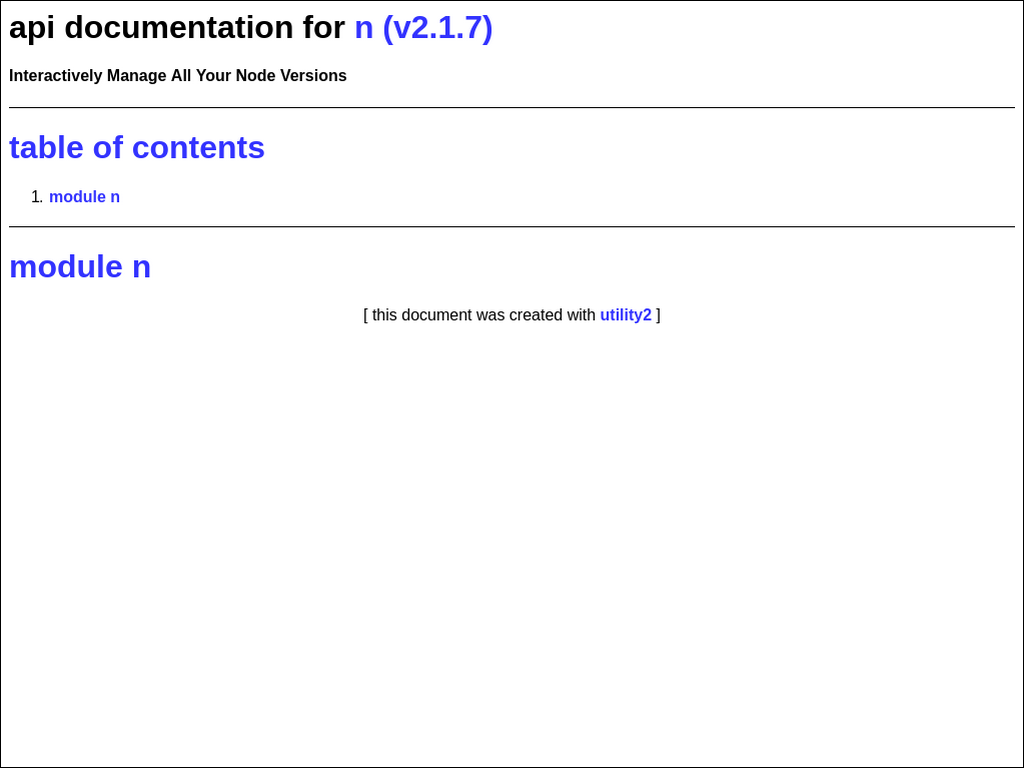 api documentation for n (v2.1.7)
Interactively Manage All Your Node Versions
table of contents
1. module n
module n
[ this document was created with utility2 ]